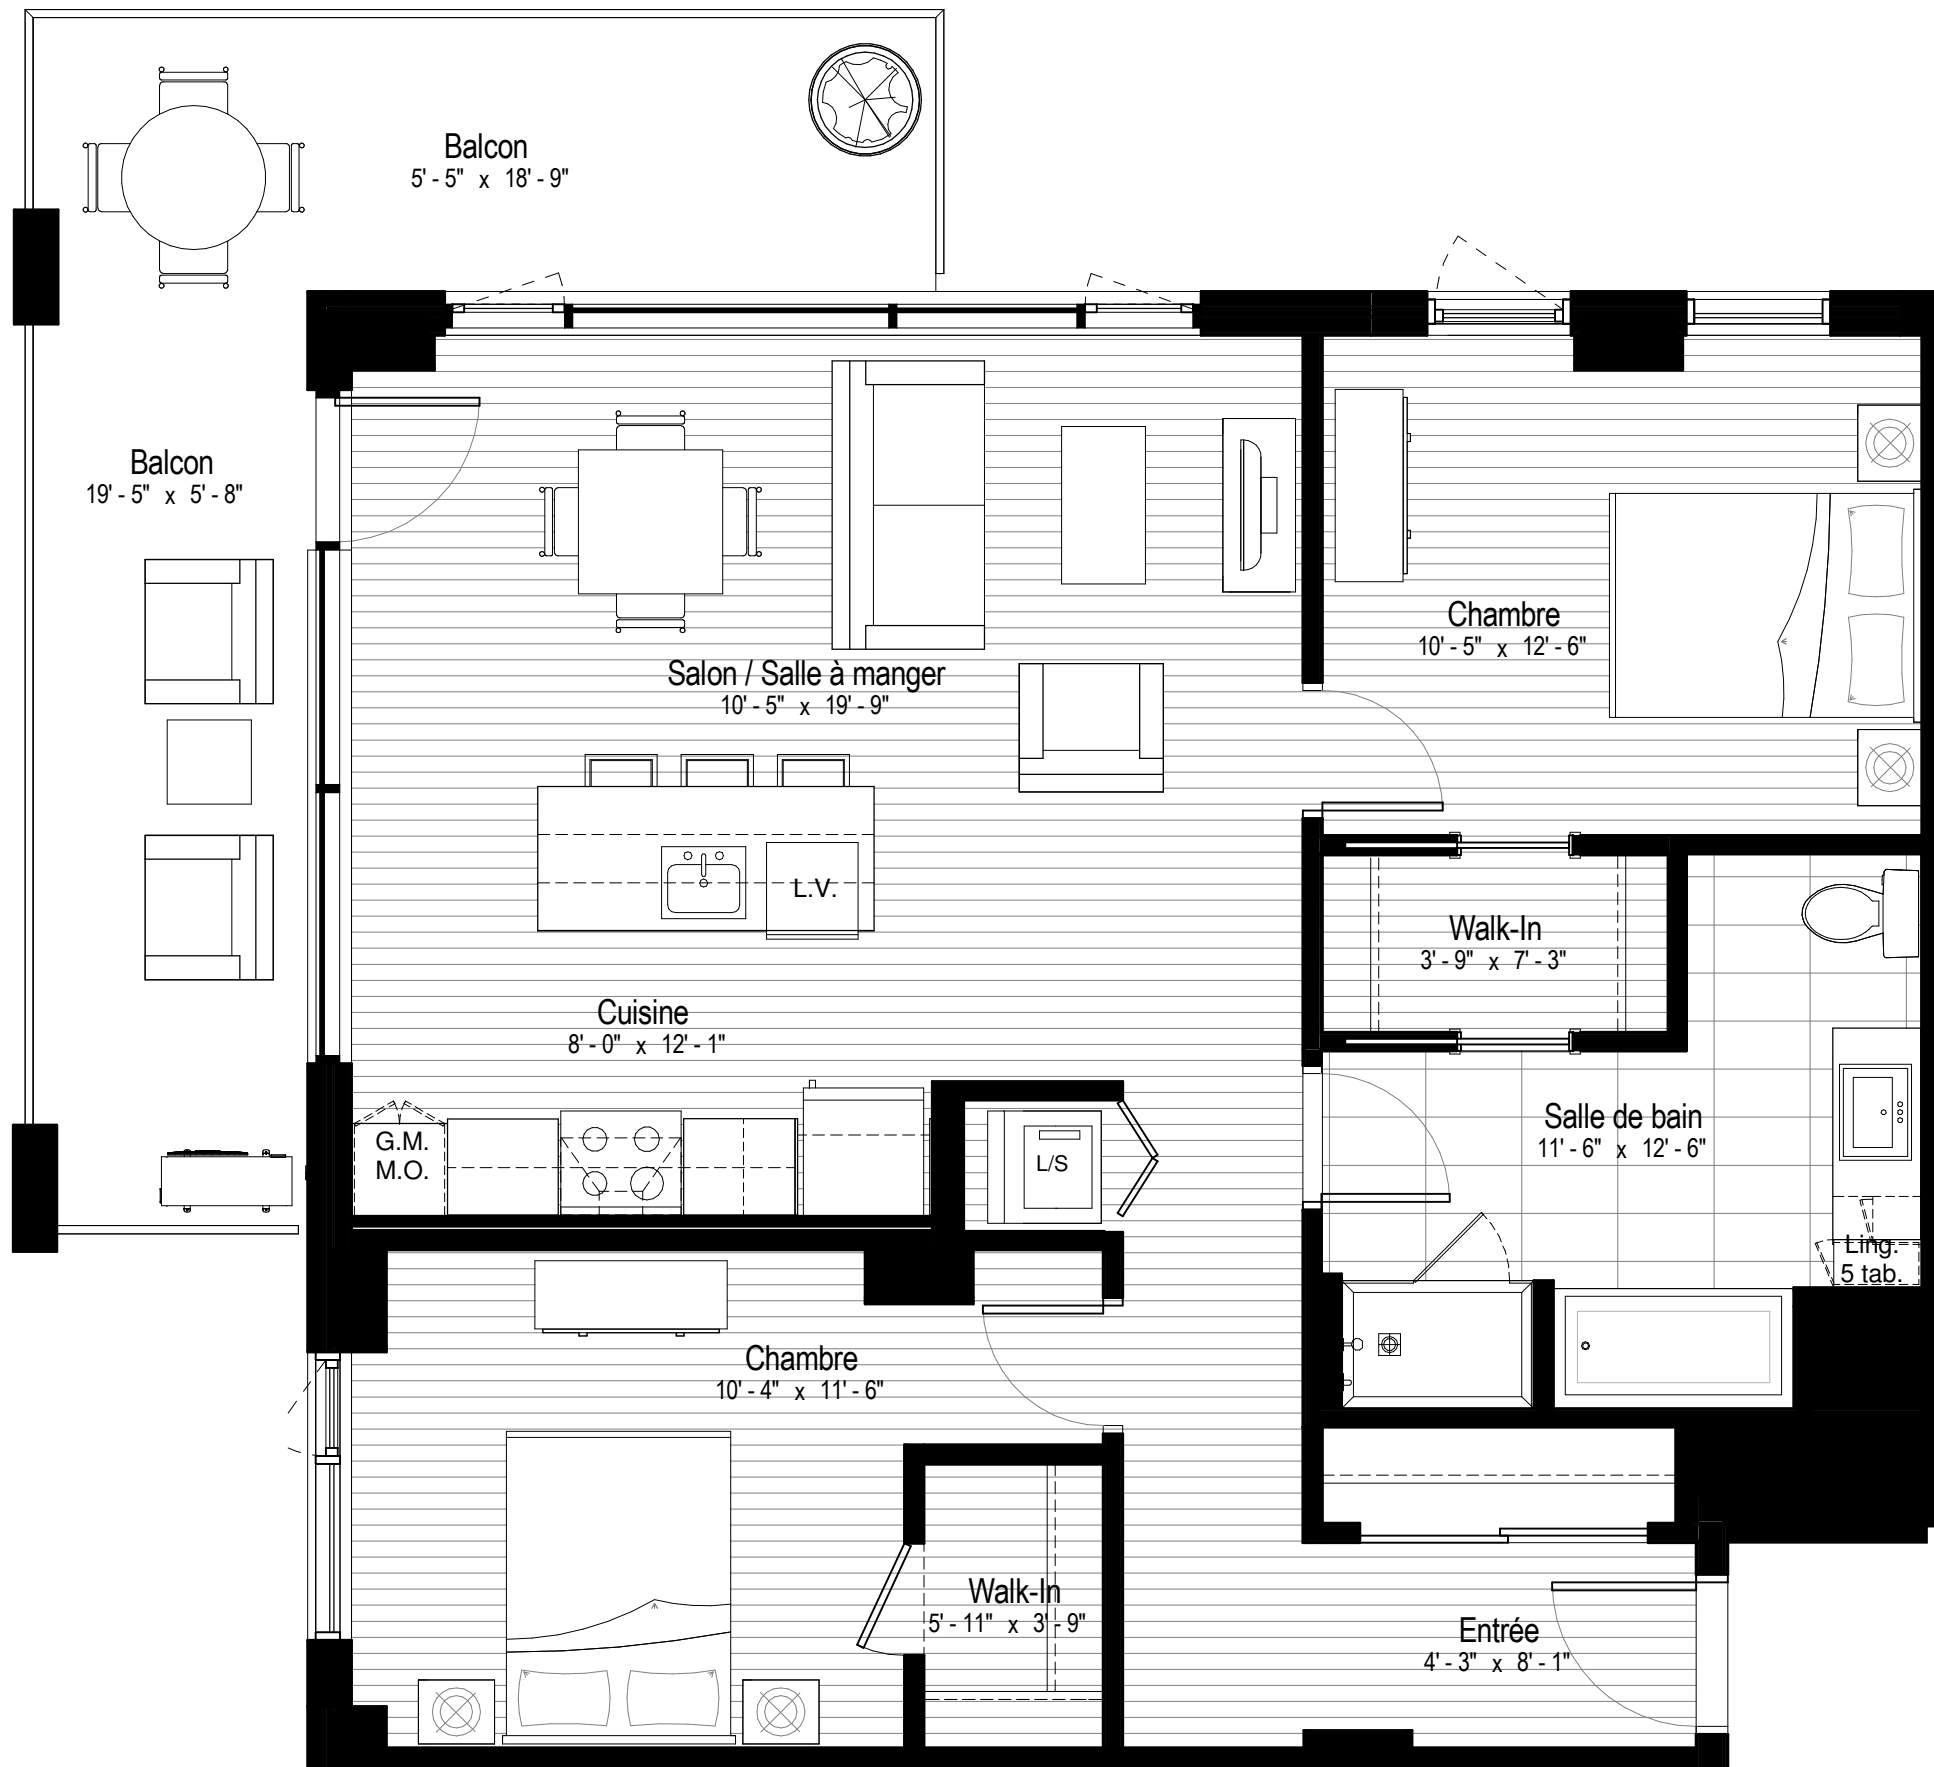 Balcon
5' - 5" x 18' - 9"
Balcon
19' - 5" x 5' - 8"
Chambre
10' - 5" x 12' - 6"
Salon / Salle à manger
10' - 5" x 19' - 9"
L.V.
Walk-In
3' - 9" x 7' - 3"
Cuisine
8' - 0" x 12' - 1"
G.M.
M.O.
L/S
Salle de bain
11' - 6" x 12' - 6"
Ling.
5 tab.
Chambre
10' - 4" x 11' - 6"
Walk-In
5' - 11" x 3' - 9"
Entrée
4' - 3" x 8' - 1"